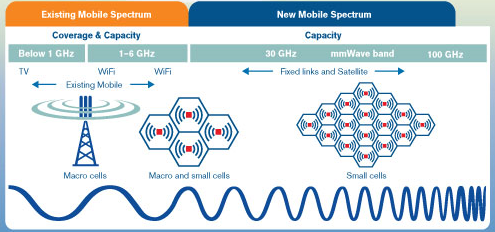 Existing Mobile Spectrum
New Mobile Spectrum
Coverage & Capacity
Capacity
Below 1 GHz
1–6 GHz
30 GHz
mmWave band
100 GHz
TV
WiFi
WiFi
Fixed links and Satellite
Existing Mobile
Macro cells
Macro and small cells
Small cells